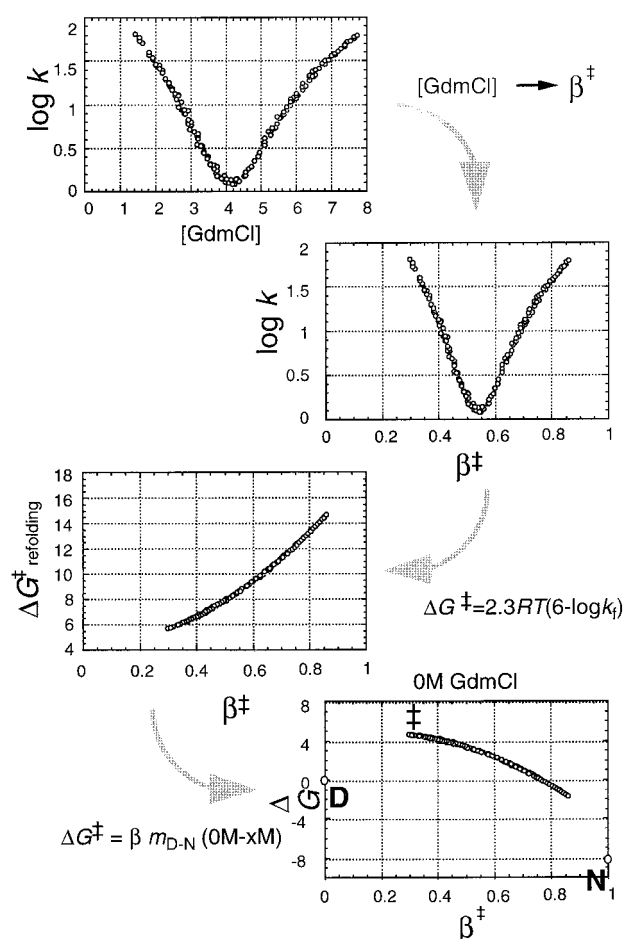 2
1.5
1
0.5
0
log k
0 1 2 3 4 5 6 7 8
[GdmCl]
[GdmCl] → β‡
2
1.5
1
0.5
0
log k
0 0.2 0.4 0.6 0.8 1
β‡
18
16
14
12
10
8
6
4
ΔG‡ refolding
0 0.2 0.4 0.6 0.8 1
β‡
ΔG‡=2.3RT(6-logkf)
0M GdmCl
8
4
0
-4
-8
‡
ΔG
D
N
0 0.2 0.4 0.6 0.8 1
β‡
ΔG‡ = β mD-N (0M-xM)